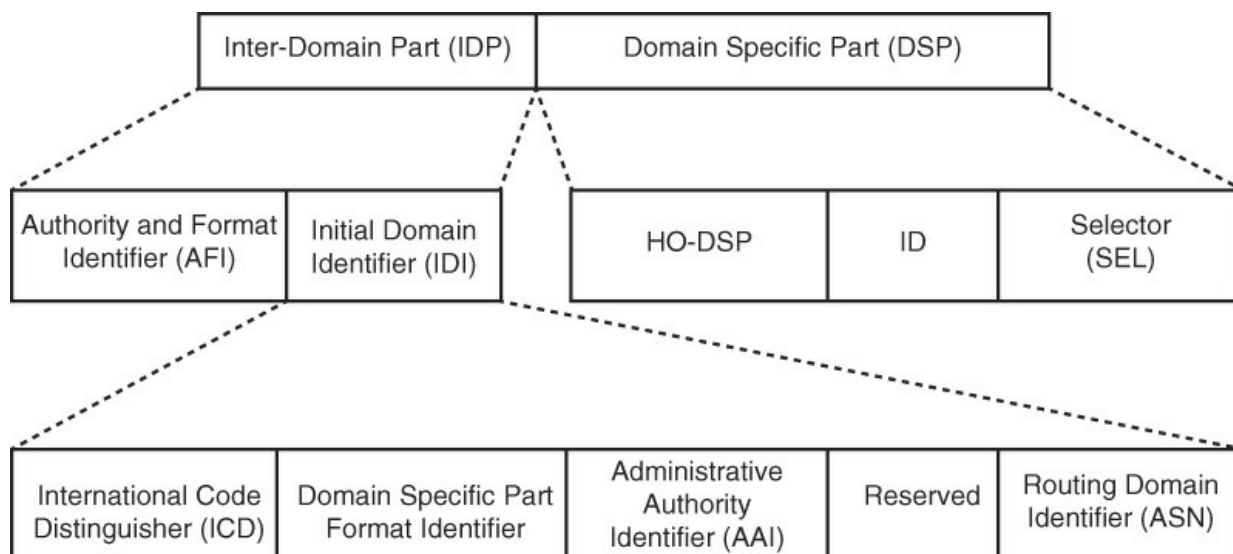 Inter-Domain Part (IDP)
Domain Specific Part (DSP)
Authority and Format
Identifier (AFI)
Initial Domain
Identifier (IDI)
HO-DSP
ID
Selector
(SEL)
International Code
Distinguisher (ICD)
Domain Specific Part
Format Identifier
Administrative
Authority
Identifier (AAI)
Reserved
Routing Domain
Identifier (ASN)